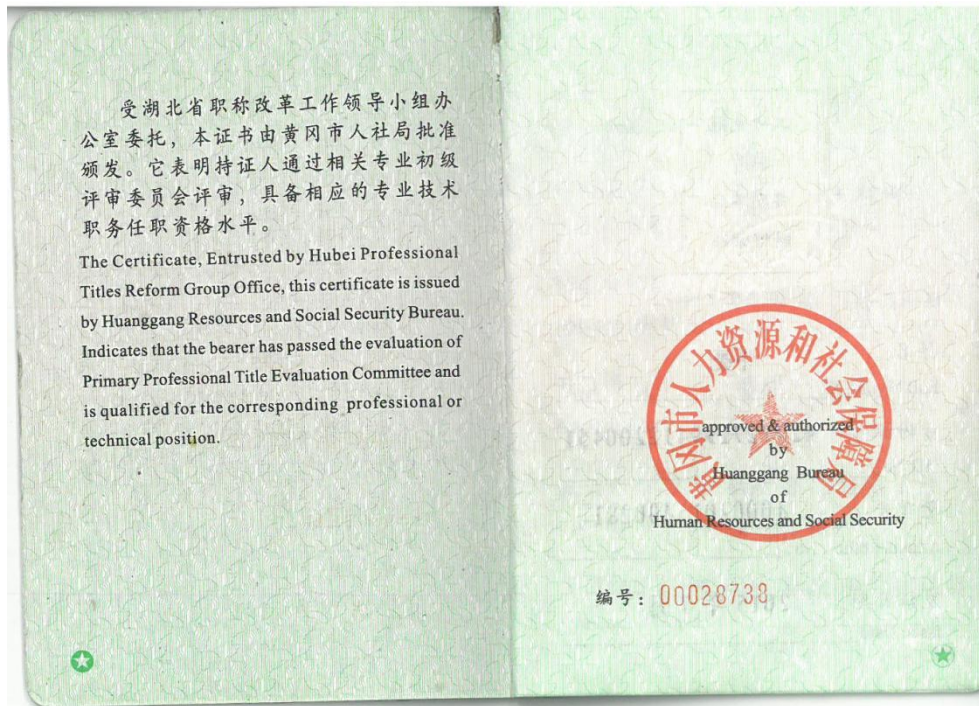 受湖北省职称改革工作领导小组办
公室委托，本证书由黄冈市人社局批准
颁发。它表明持证人通过相关专业初级
评审委员会评审，具备相应的专业技术
职务任职资格水平。
The Certificate, Entrusted by Hubei Professional
Titles Reform Group Office, this certificate is issued
by Huanggang Resources and Social Security Bureau.
Indicates that the bearer has passed the evaluation of
Primary Professional Title Evaluation Committee and
is qualified for the corresponding professional or
technical position.
黄冈市人力资源和社会保障局
approved & authorized
by
Huanggang Bureau
of
Human Resources and Social Security
编号：00028738